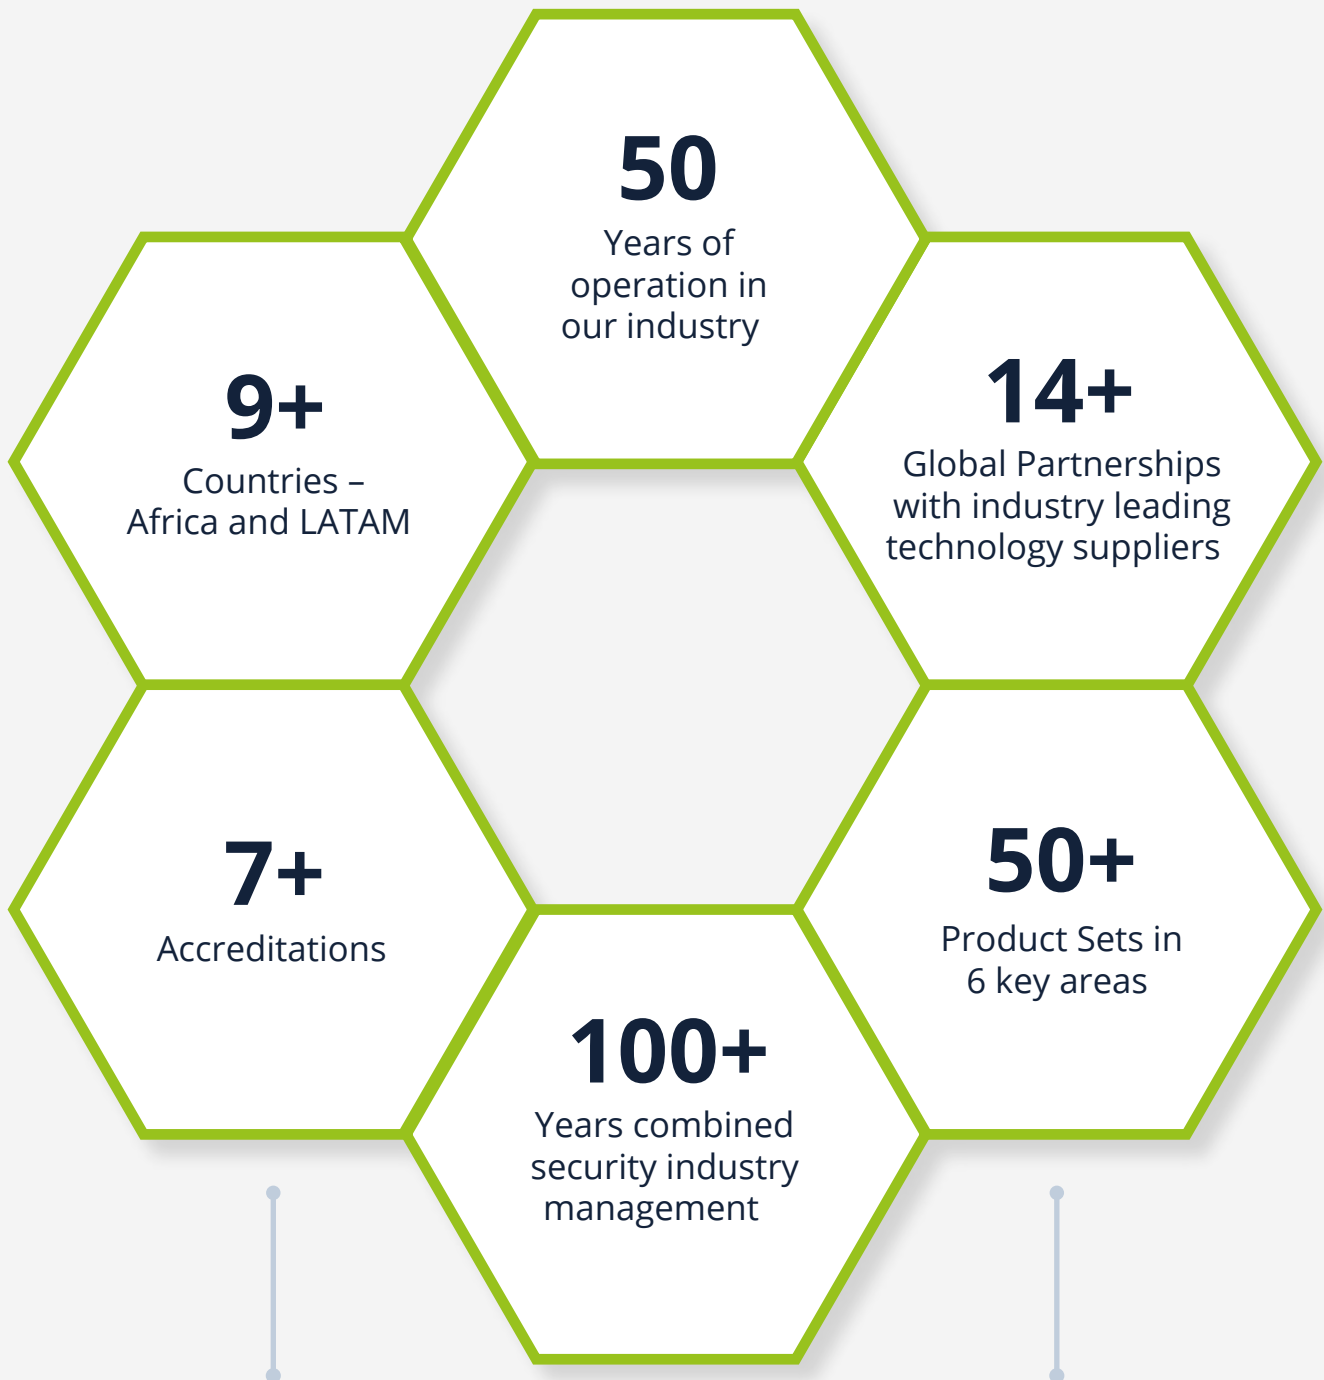 50
Years of
operation in
our industry
9+
Countries –
Africa and LATAM
14+
Global Partnerships
with industry leading
technology suppliers
7+
Accreditations
50+
Product Sets in
6 key areas
100+
Years combined
security industry
management